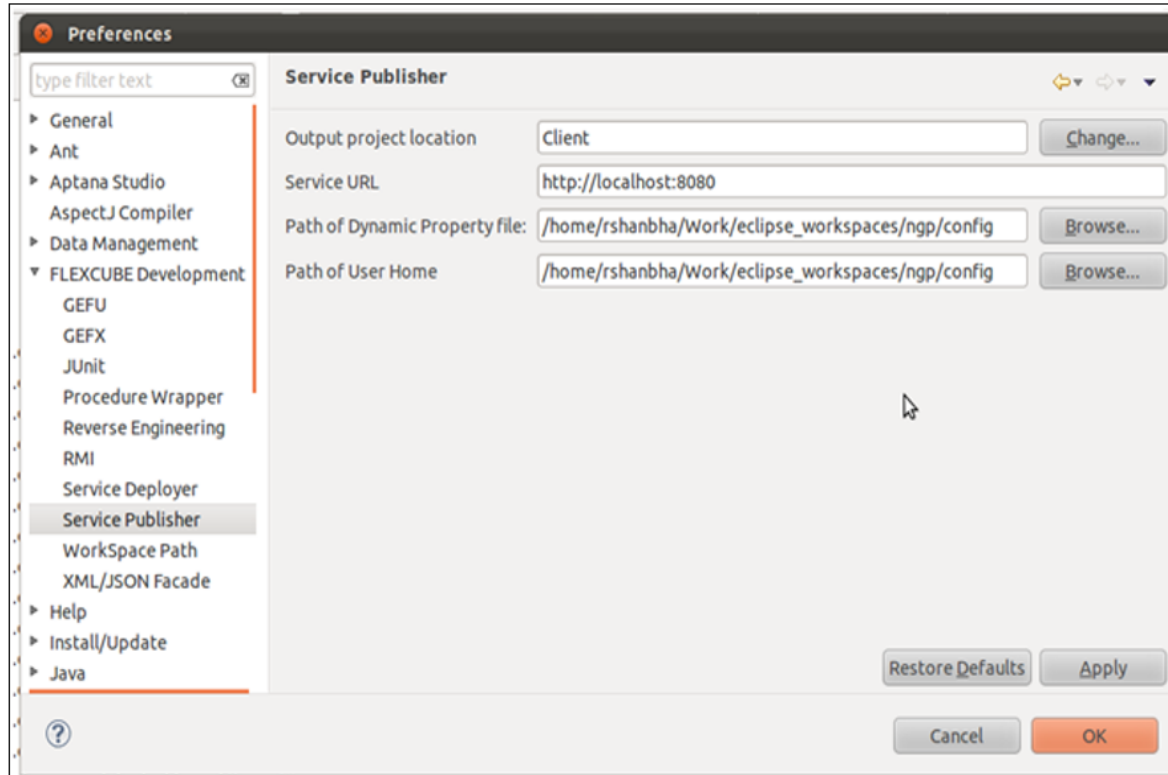 Preferences
type filter text
General
Ant
Aptana Studio
AspectJ Compiler
Data Management
FLEXCUBE Development
GEFU
GEFX
JUnit
Procedure Wrapper
Reverse Engineering
RMI
Service Deployer
Service Publisher
WorkSpace Path
XML/JSON Facade
Help
Install/Update
Java
Service Publisher
Output project location Client Change...
Service URL http://localhost:8080
Path of Dynamic Property file: /home/rshanbha/Work/eclipse_workspaces/ngp/config Browse...
Path of User Home /home/rshanbha/Work/eclipse_workspaces/ngp/config Browse...
Restore Defaults Apply
? Cancel OK